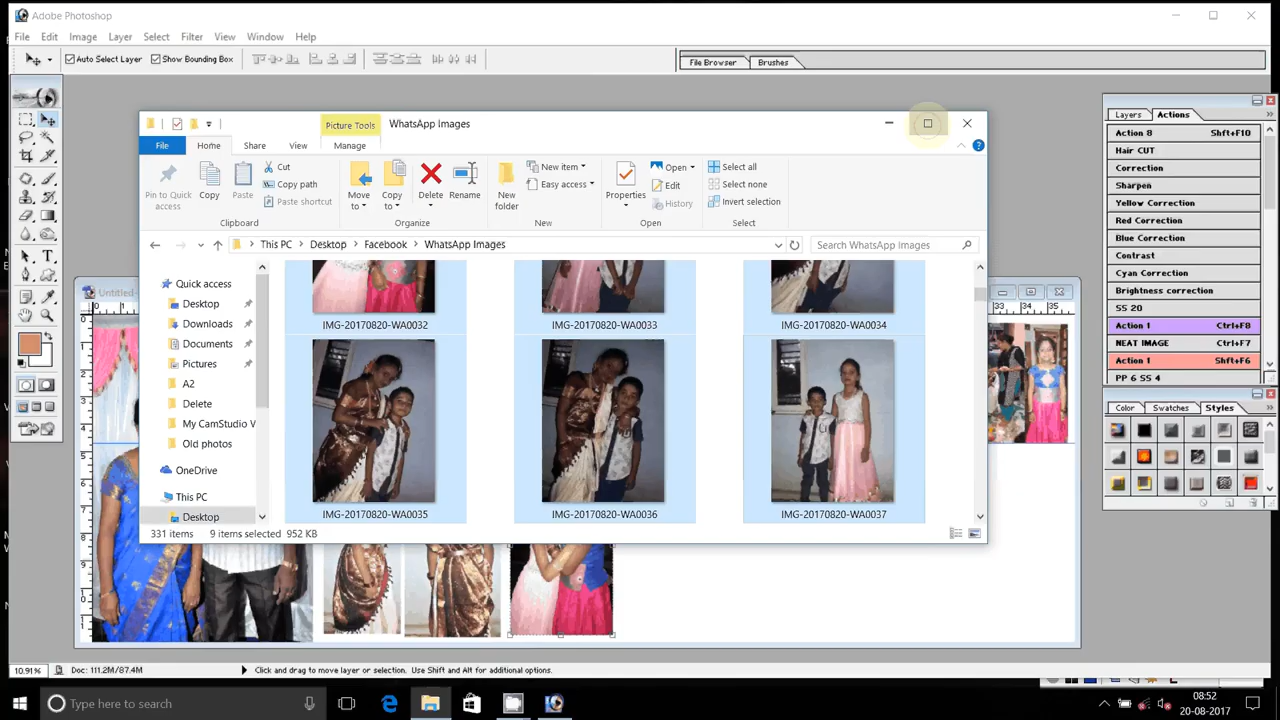 Adobe Photoshop
File Edit Image Layer Select Filter View Window Help
Auto Select Layer Show Bounding Box
File Browser Brushes
Picture Tools WhatsApp Images
File Home Share View Manage
Pin to Quick access
Copy
Paste
Cut
Copy path
Paste shortcut
Move to
Copy to
Delete
Rename
New folder
New item
Easy access
Properties
Open
Edit
History
Select all
Select none
Invert selection
Clipboard Organize New Open Select
This PC Desktop Facebook WhatsApp Images
Search WhatsApp Images
Quick access
Desktop
Downloads
Documents
Pictures
A2
Delete
My CamStudio V
Old photos
OneDrive
This PC
Desktop
IMG-20170820-WA0032 IMG-20170820-WA0033 IMG-20170820-WA0034
IMG-20170820-WA0035 IMG-20170820-WA0036 IMG-20170820-WA0037
331 items 9 items selected 952 KB
Untitled-
Layers Actions
Action 8 Shft+F10
Hair CUT
Correction
Sharpen
Yellow Correction
Red Correction
Blue Correction
Contrast
Cyan Correction
Brightness correction
SS 20
Action 1 Ctrl+F8
NEAT IMAGE Ctrl+F7
Action 1 Shft+F6
PP 6 SS 4
Color Swatches Styles
10.91% Doc: 111.2M/87.4M Click and drag to move layer or selection. Use Shift and Alt for additional options.
Type here to search
08:52
20-08-2017